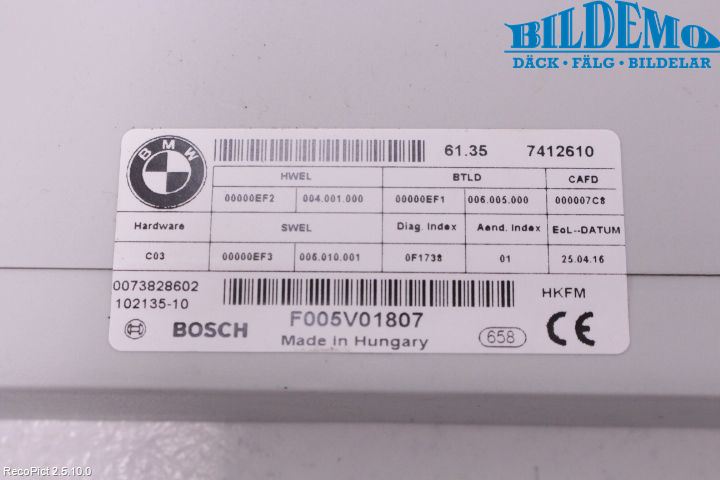 BILDEMO
DÄCK • FÄLG • BILDELAR
BMW
61.35 7412610
HWEL BTLD CAFD
00000EF2 004.001.000 00000EF1 006.005.000 000007C8
Hardware SWEL Diag. Index Aend. Index EoL--DATUM
C03 00000EF3 006.010.001 0F1738 01 25.04.16
0073828602
102135-10
HKFM
BOSCH F005V01807
Made in Hungary 658 CE
RecoPict 2.5.10.0